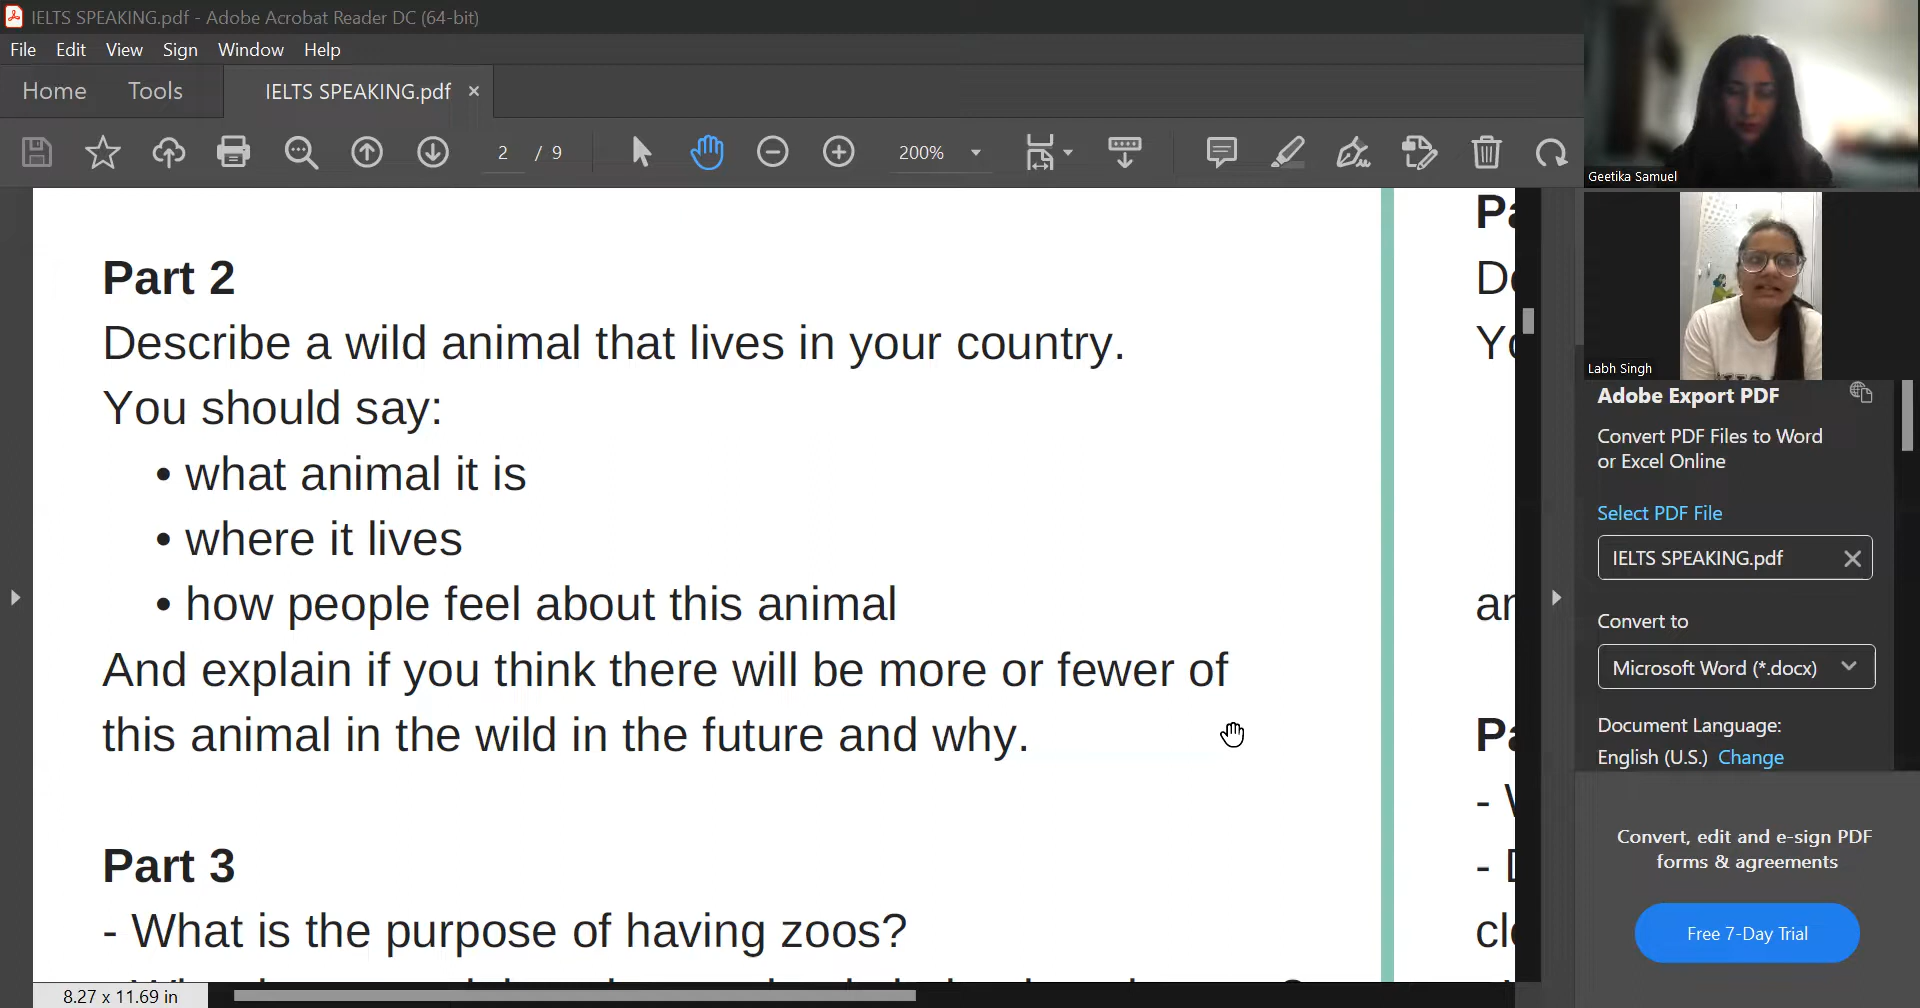 IELTS SPEAKING.pdf - Adobe Acrobat Reader DC (64-bit)
File Edit View Sign Window Help
Home Tools IELTS SPEAKING.pdf ×
2 / 9 200%
Part 2
Describe a wild animal that lives in your country.
You should say:
• what animal it is
• where it lives
• how people feel about this animal
And explain if you think there will be more or fewer of
this animal in the wild in the future and why.
Part 3
- What is the purpose of having zoos?
8.27 x 11.69 in
Geetika Samuel
Labh Singh
Adobe Export PDF
Convert PDF Files to Word
or Excel Online
Select PDF File
IELTS SPEAKING.pdf
Convert to
Microsoft Word (*.docx)
Document Language:
English (U.S.) Change
Convert, edit and e-sign PDF
forms & agreements
Free 7-Day Trial